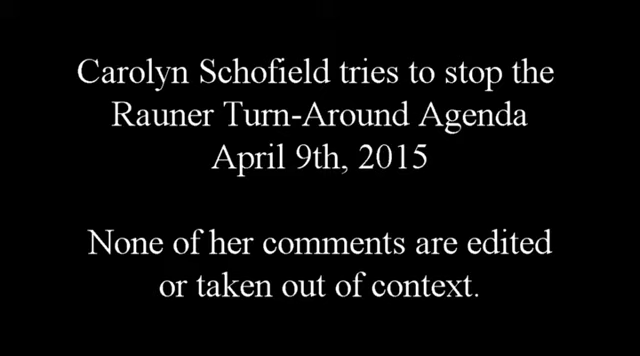 Carolyn Schofield tries to stop the
Rauner Turn-Around Agenda
April 9th, 2015
None of her comments are edited
or taken out of context.